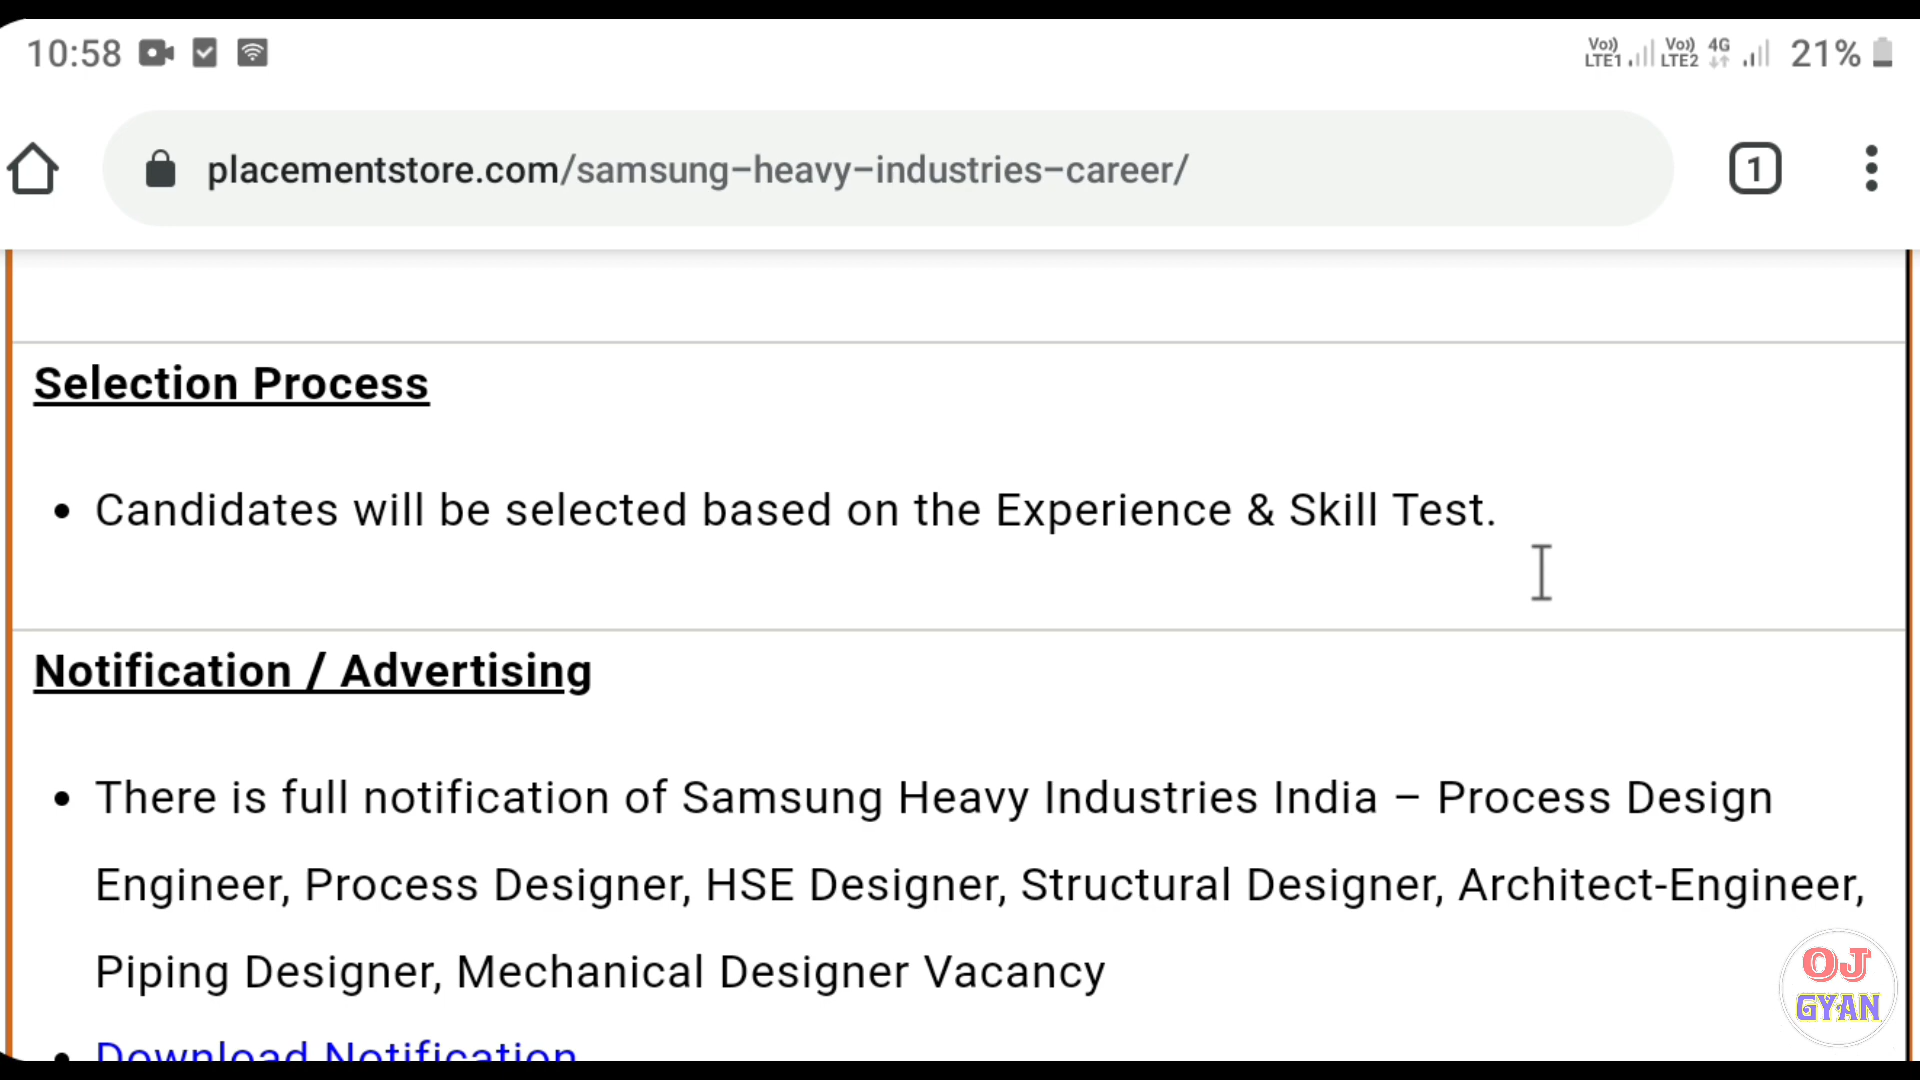 10:58
Vo)) LTE1 Vo)) LTE2 4G 21%
placementstore.com/samsung-heavy-industries-career/
1
Selection Process
• Candidates will be selected based on the Experience & Skill Test.
Notification / Advertising
• There is full notification of Samsung Heavy Industries India – Process Design
Engineer, Process Designer, HSE Designer, Structural Designer, Architect-Engineer,
Piping Designer, Mechanical Designer Vacancy
• Download Notification
OJ
GYAN